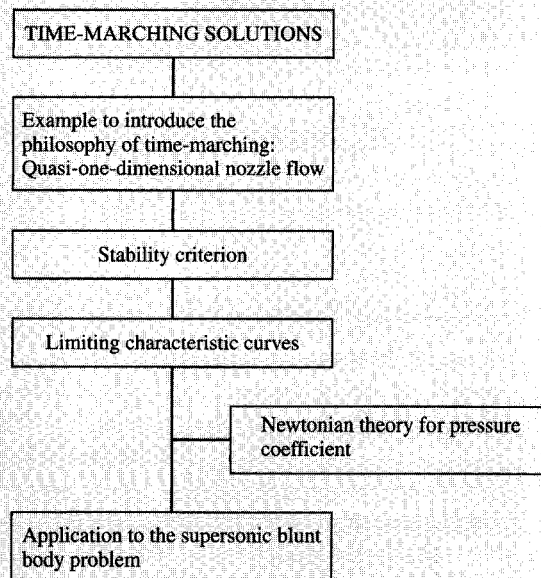 TIME-MARCHING SOLUTIONS
Example to introduce the
philosophy of time-marching:
Quasi-one-dimensional nozzle flow
Stability criterion
Limiting characteristic curves
Newtonian theory for pressure
coefficient
Application to the supersonic blunt
body problem